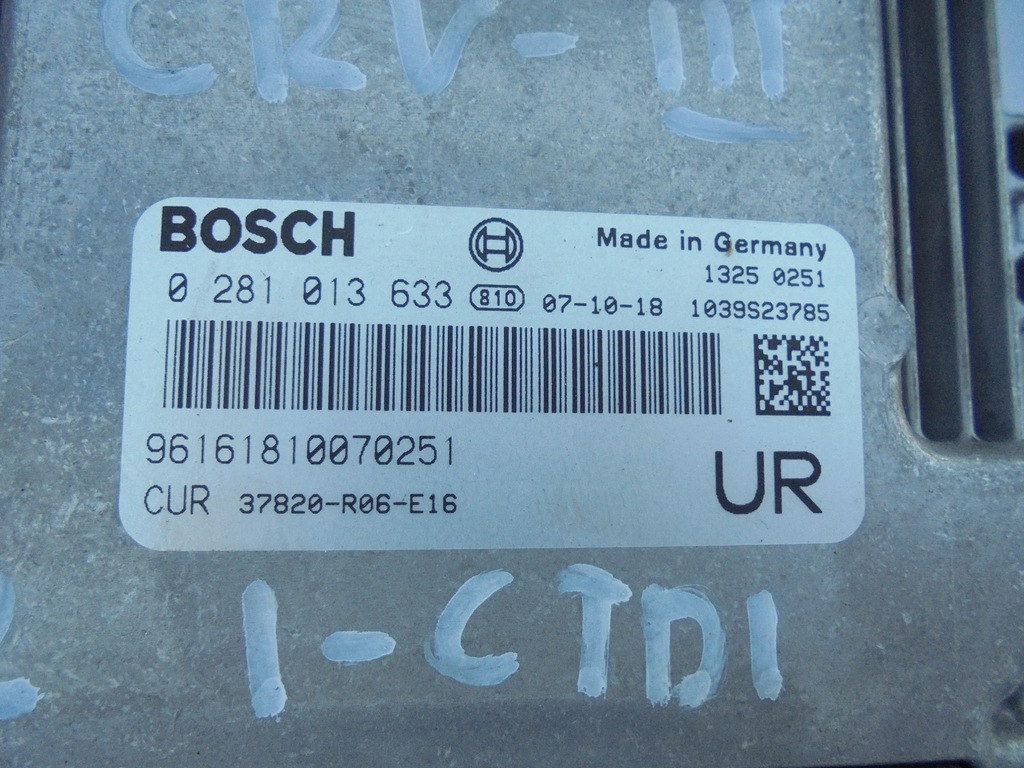 CRV-III
BOSCH
Made in Germany
1325 0251
0 281 013 633 810 07-10-18 1039S23785
96161810070251
CUR 37820-R06-E16
UR
I-CTDI